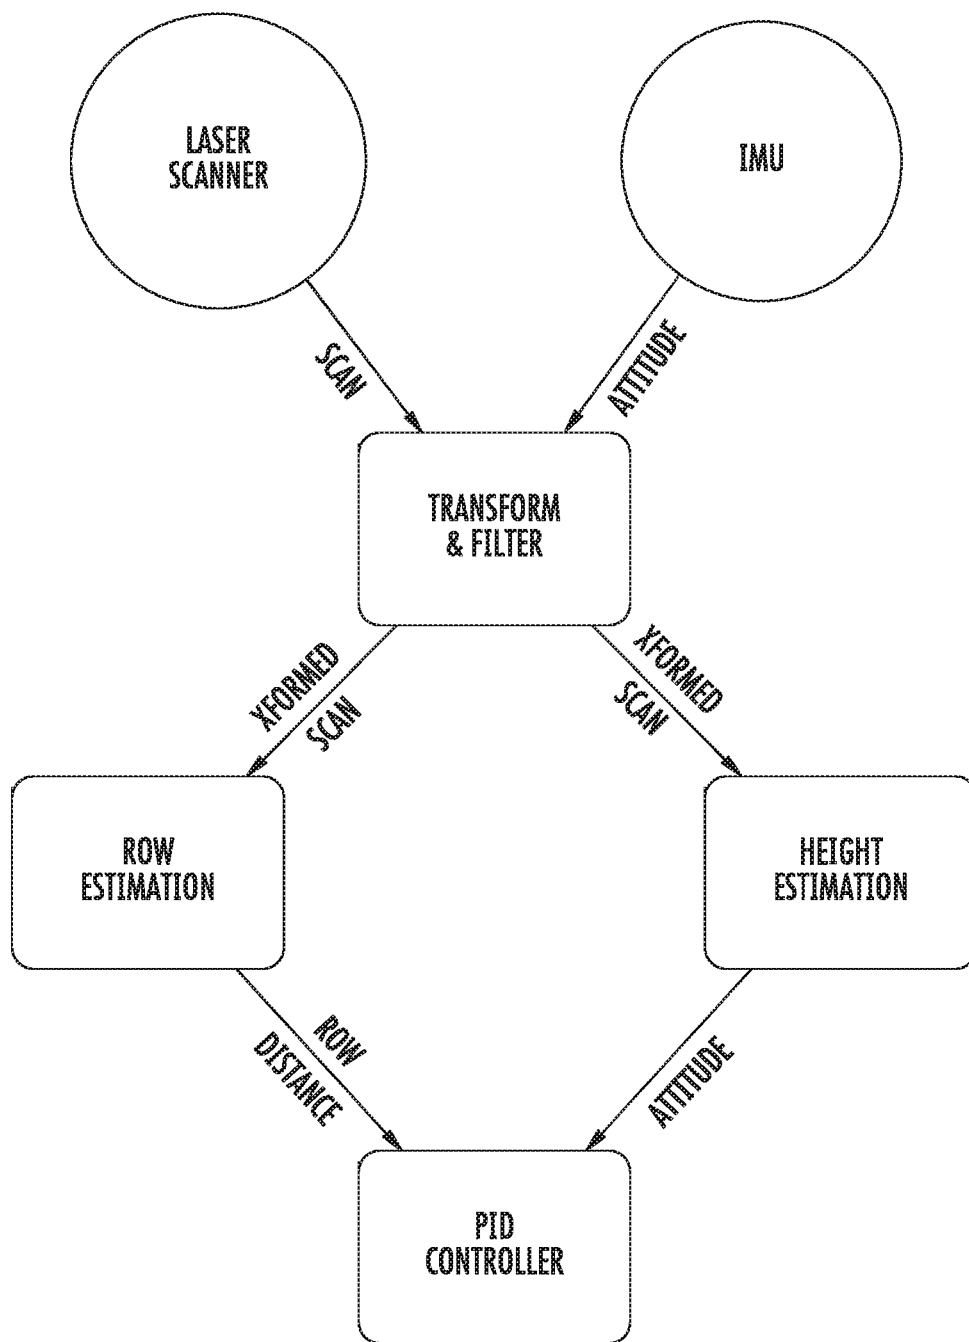 LASER
SCANNER
IMU
SCAN
ATTITUDE
TRANSFORM
& FILTER
XFORMED
SCAN
XFORMED
SCAN
ROW
ESTIMATION
HEIGHT
ESTIMATION
ROW
DISTANCE
ATTITUDE
PID
CONTROLLER